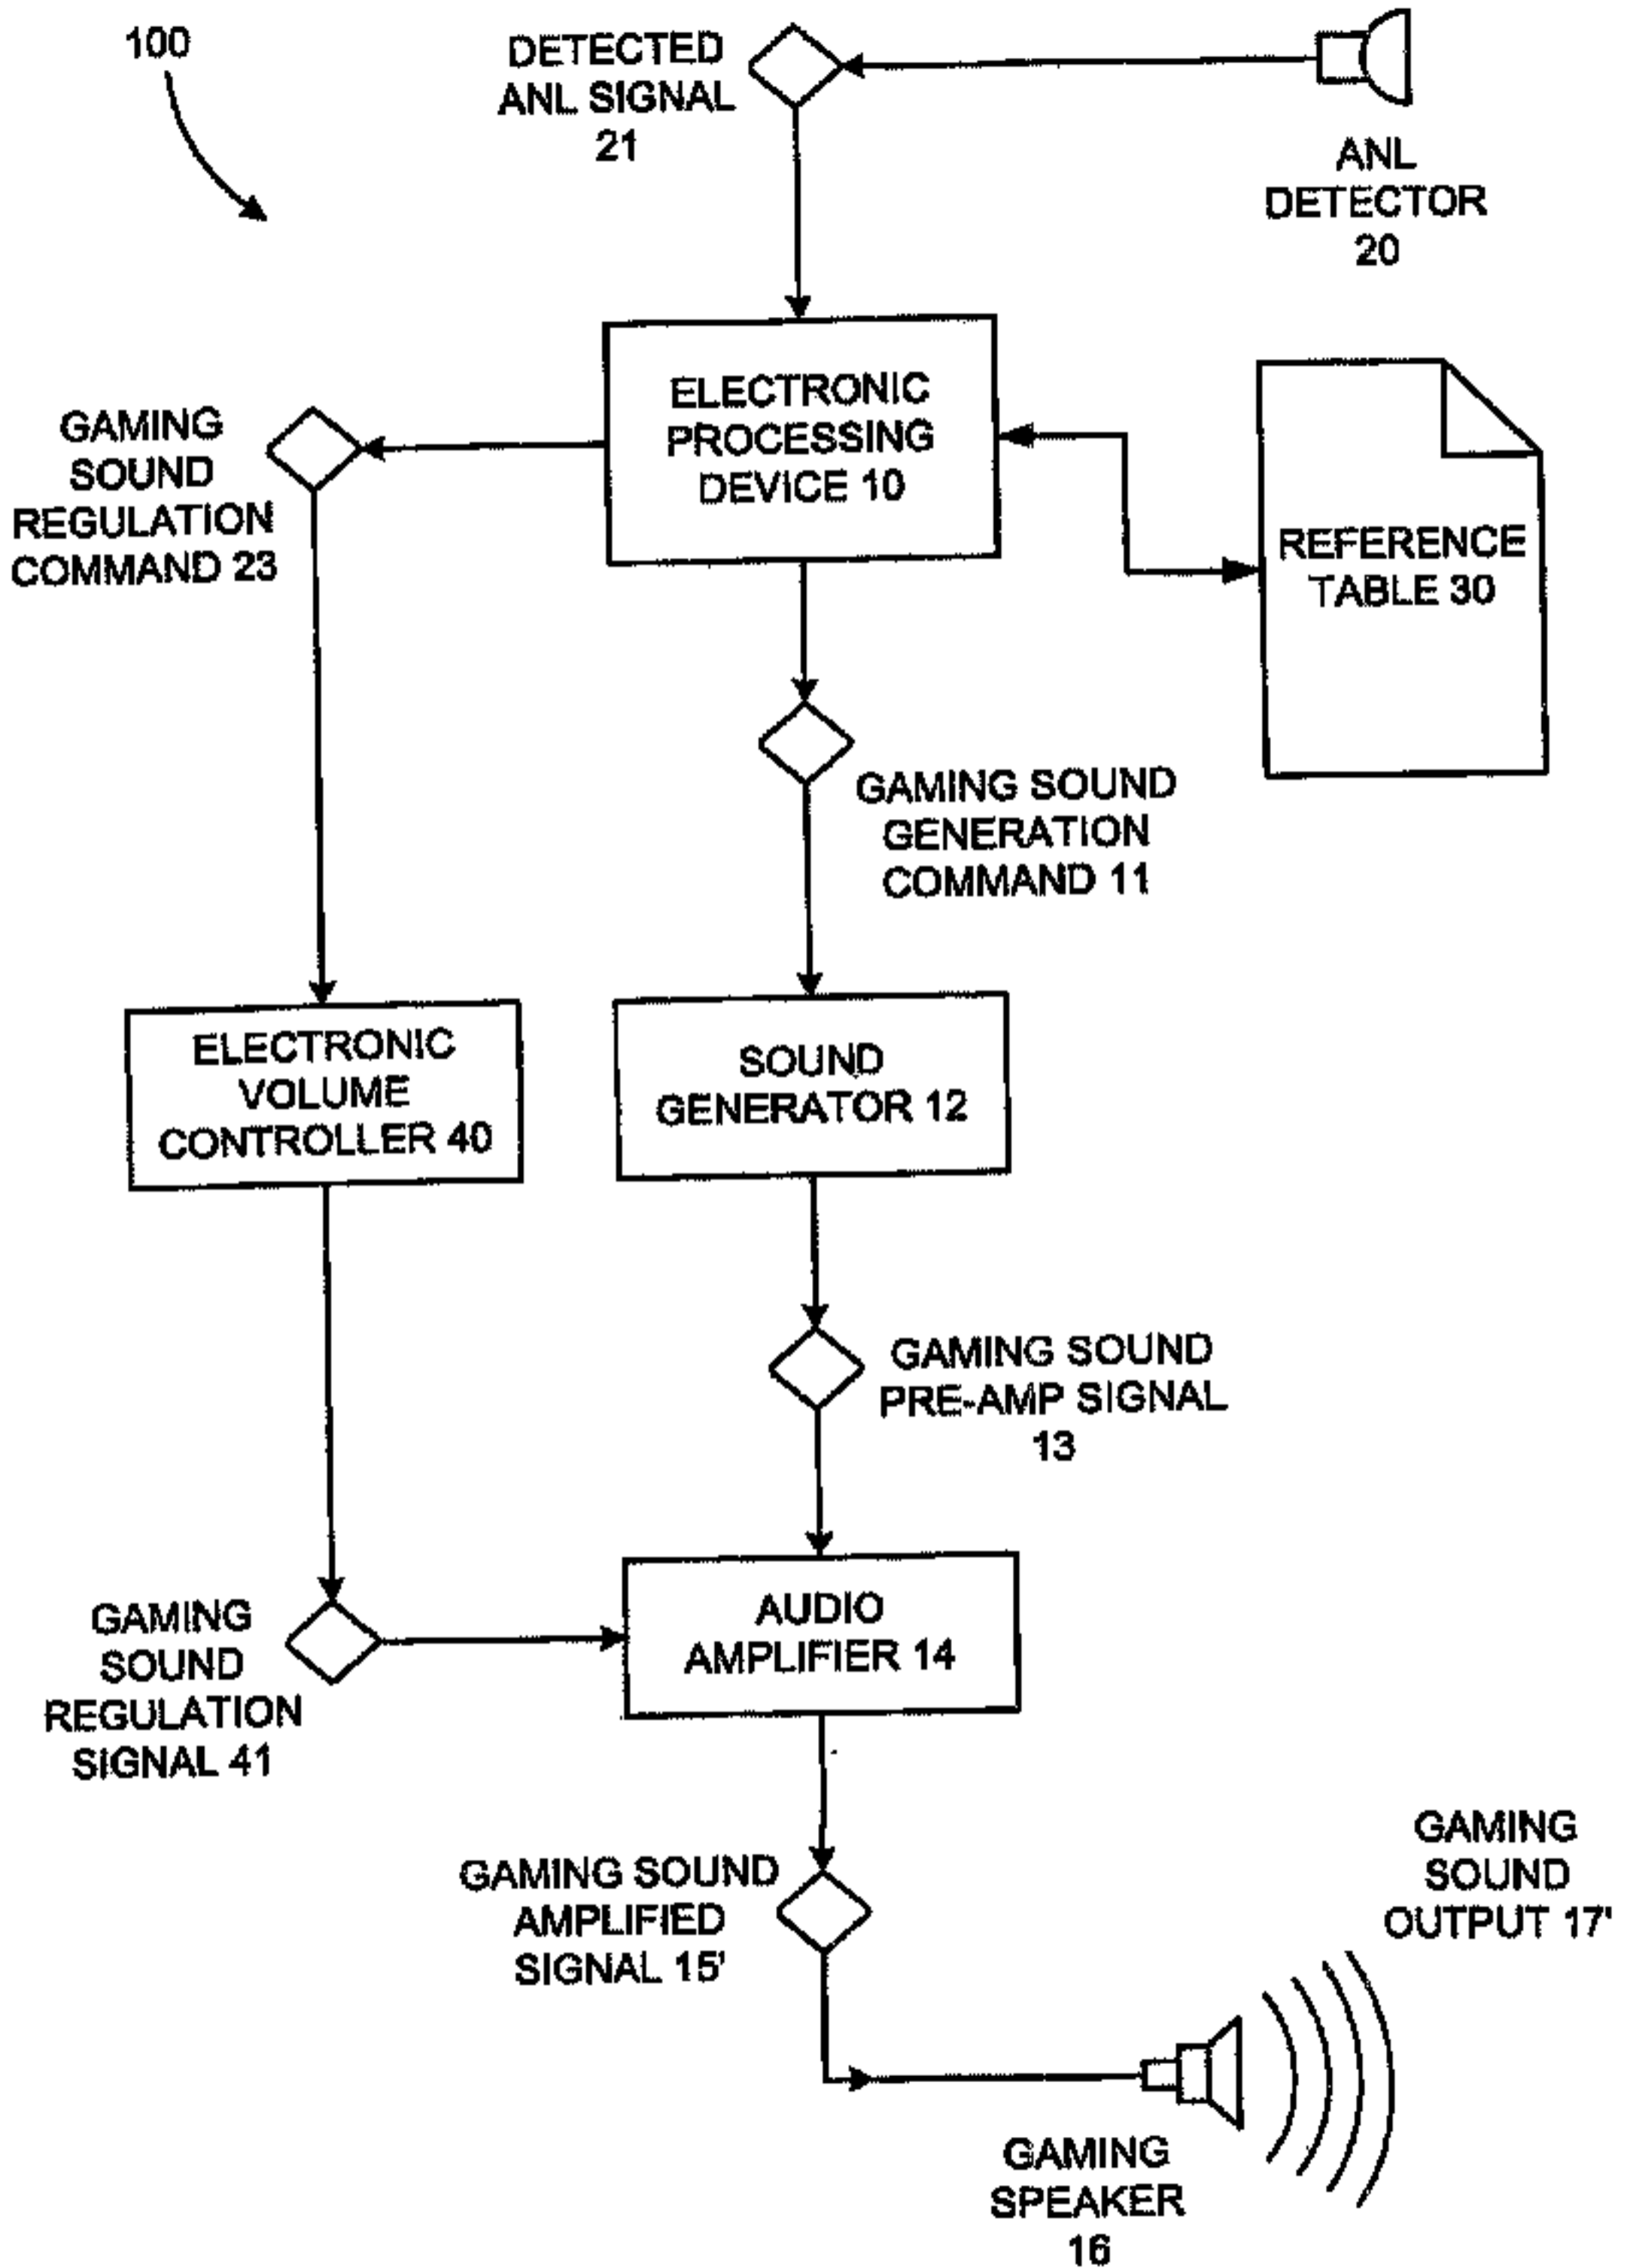 100
DETECTED
ANL SIGNAL
21
ANL
DETECTOR
20
ELECTRONIC
PROCESSING
DEVICE 10
GAMING
SOUND
REGULATION
COMMAND 23
REFERENCE
TABLE 30
GAMING SOUND
GENERATION
COMMAND 11
ELECTRONIC
VOLUME
CONTROLLER 40
SOUND
GENERATOR 12
GAMING SOUND
PRE-AMP SIGNAL
13
AUDIO
AMPLIFIER 14
GAMING
SOUND
REGULATION
SIGNAL 41
GAMING SOUND
AMPLIFIED
SIGNAL 15'
GAMING
SOUND
OUTPUT 17'
GAMING
SPEAKER
16